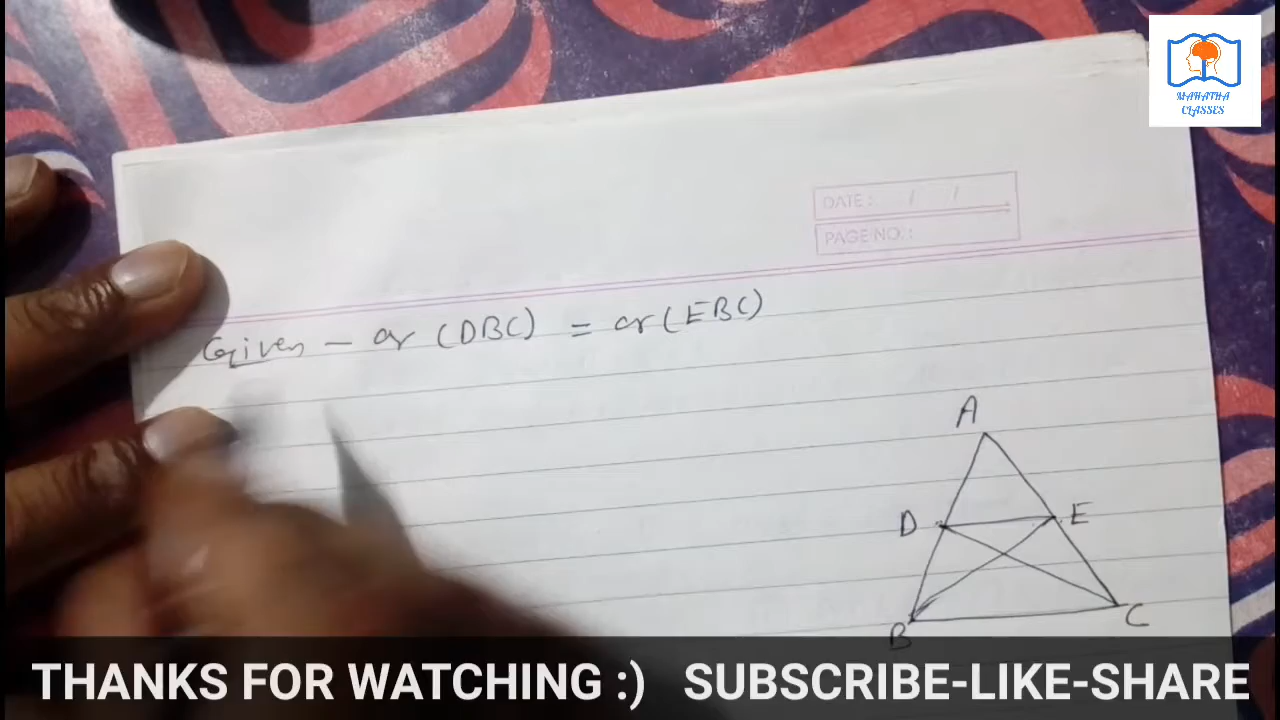 MAHATHA
CLASSES
DATE : / /
PAGE NO. :
Given - ar (DBC) = ar (EBC)
A
D E
B C
THANKS FOR WATCHING :) SUBSCRIBE-LIKE-SHARE